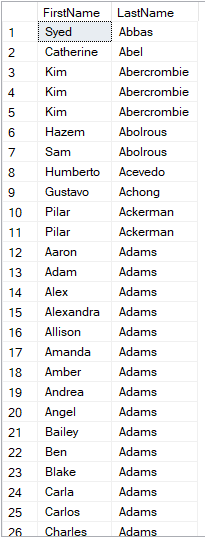 FirstName LastName
1 Syed Abbas
2 Catherine Abel
3 Kim Abercrombie
4 Kim Abercrombie
5 Kim Abercrombie
6 Hazem Abolrous
7 Sam Abolrous
8 Humberto Acevedo
9 Gustavo Achong
10 Pilar Ackerman
11 Pilar Ackerman
12 Aaron Adams
13 Adam Adams
14 Alex Adams
15 Alexandra Adams
16 Allison Adams
17 Amanda Adams
18 Amber Adams
19 Andrea Adams
20 Angel Adams
21 Bailey Adams
22 Ben Adams
23 Blake Adams
24 Carla Adams
25 Carlos Adams
26 Charles Adams